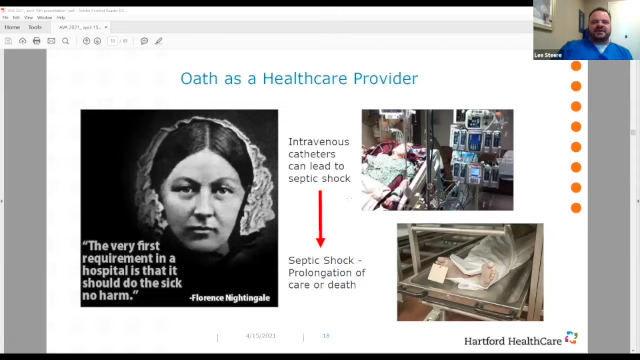 Home Tools
File Edit View Window Help
Lee Steere
Oath as a Healthcare Provider
“The very first
requirement in a
hospital is that it
should do the sick
no harm.”
-Florence Nightingale
Intravenous
catheters
can lead to
septic shock
Septic Shock -
Prolongation of
care or death
4/15/2021
18
Hartford HealthCare